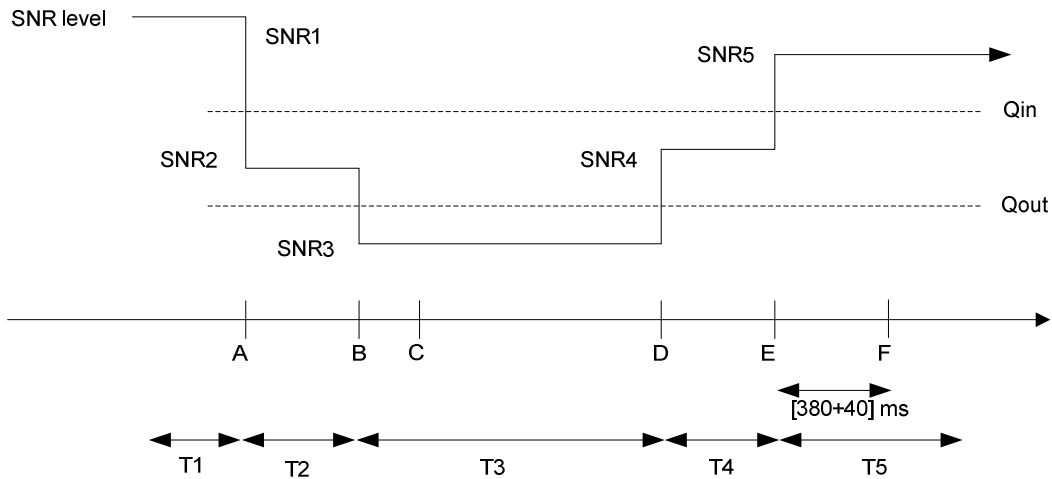 SNR level
SNR1
SNR5
Qin
SNR2
SNR4
Qout
SNR3
A
B
C
D
E
F
[380+40] ms
T1
T2
T3
T4
T5